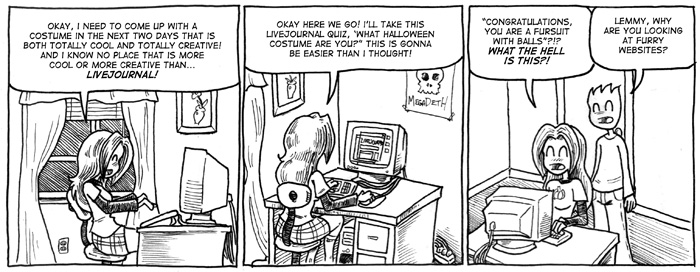 OKAY, I NEED TO COME UP WITH A
COSTUME IN THE NEXT TWO DAYS THAT IS
BOTH TOTALLY COOL AND TOTALLY CREATIVE!
AND I KNOW NO PLACE THAT IS MORE
COOL OR MORE CREATIVE THAN...
LIVEJOURNAL!
OKAY HERE WE GO! I'LL TAKE THIS
LIVEJOURNAL QUIZ, 'WHAT HALLOWEEN
COSTUME ARE YOU?" THIS IS GONNA
BE EASIER THAN I THOUGHT!
MEGADETH
"CONGRATULATIONS,
YOU ARE A FURSUIT
WITH BALLS"?!?
WHAT THE HELL
IS THIS?!
LEMMY, WHY
ARE YOU LOOKING
AT FURRY
WEBSITES?